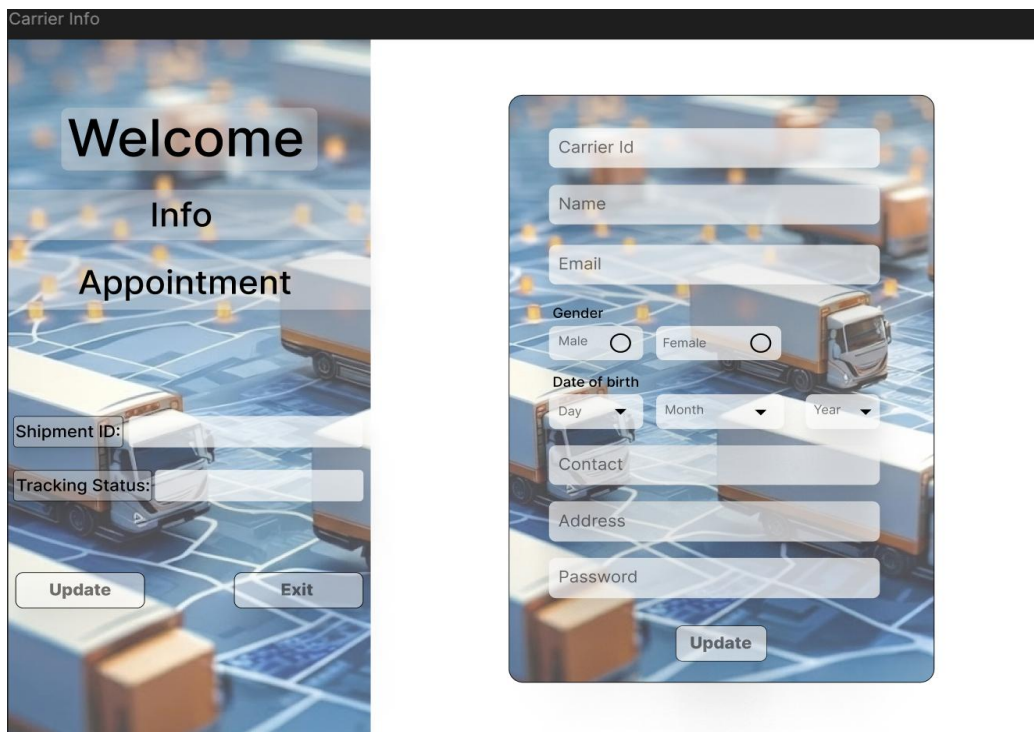 Carrier Info
Welcome
Info
Appointment
Shipment ID:
Tracking Status:
Update Exit
Carrier Id
Name
Email
Gender
Male Female
Date of birth
Day Month Year
Contact
Address
Password
Update